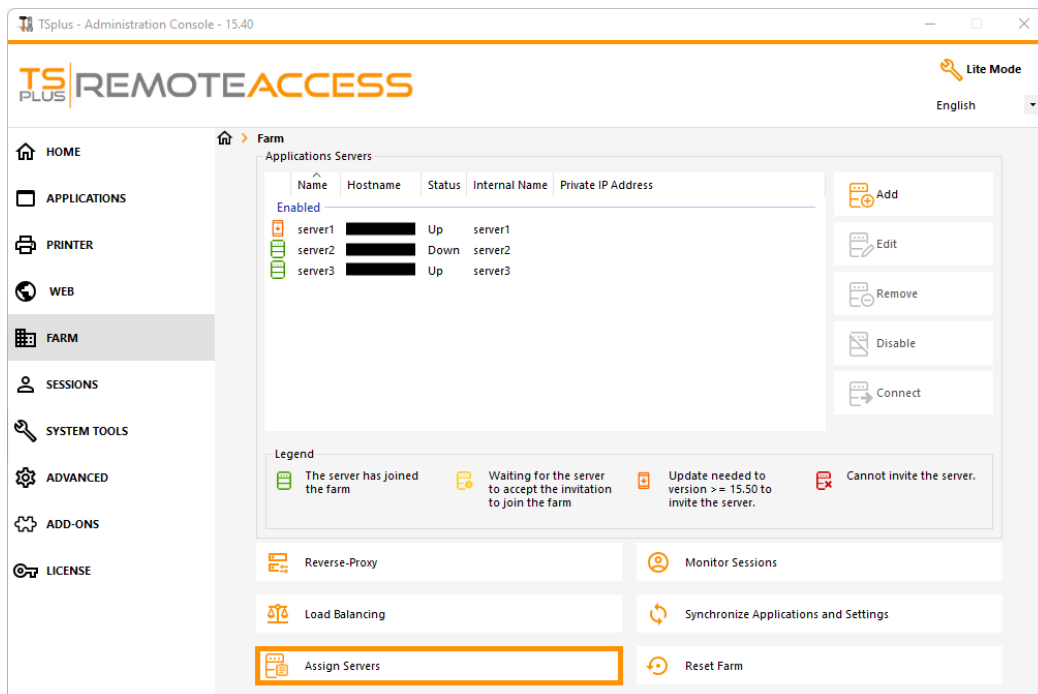 TSplus - Administration Console - 15.40
TS PLUS REMOTEACCESS
Lite Mode
English
HOME
APPLICATIONS
PRINTER
WEB
FARM
SESSIONS
SYSTEM TOOLS
ADVANCED
ADD-ONS
LICENSE
Farm
Applications Servers
Name Hostname Status Internal Name Private IP Address
Enabled
server1 Up server1
server2 Down server2
server3 Up server3
Add
Edit
Remove
Disable
Connect
Legend
The server has joined
the farm
Waiting for the server
to accept the invitation
to join the farm
Update needed to
version >= 15.50 to
invite the server.
Cannot invite the server.
Reverse-Proxy
Monitor Sessions
Load Balancing
Synchronize Applications and Settings
Assign Servers
Reset Farm